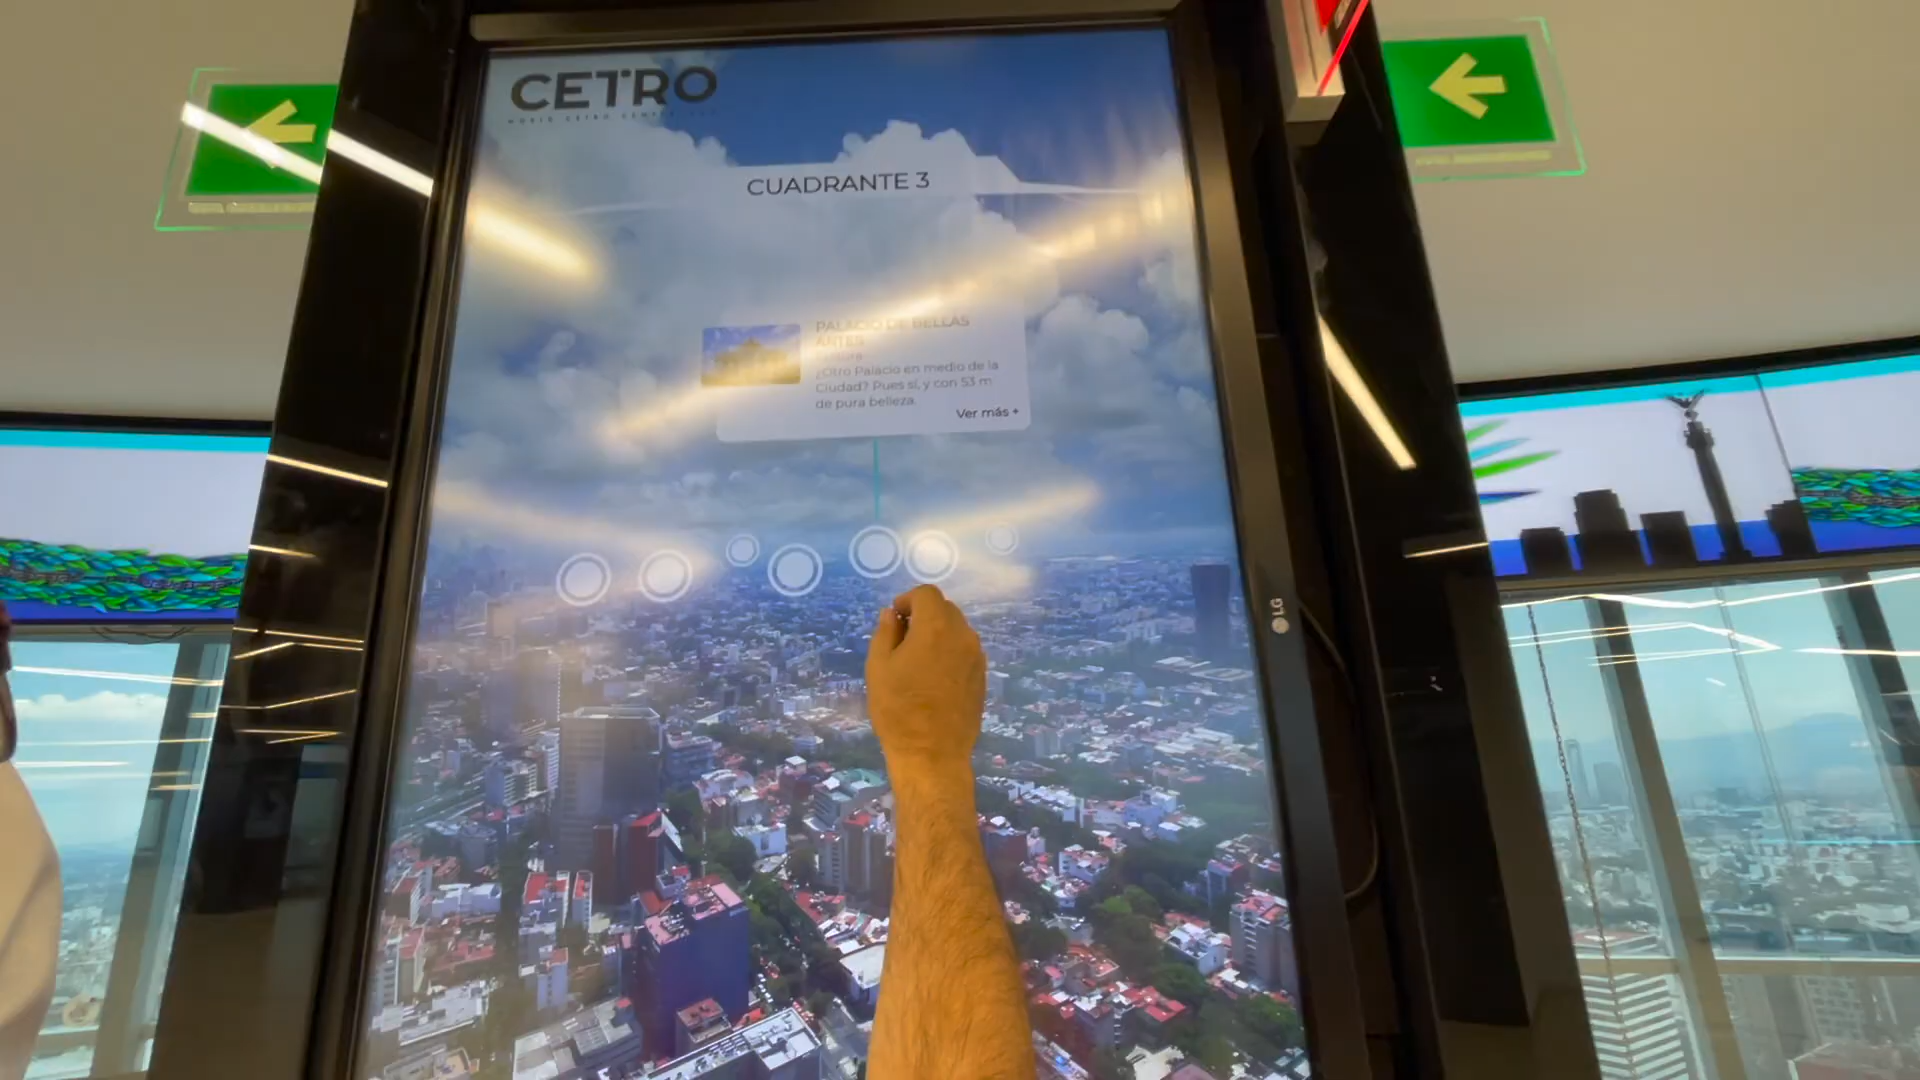 CETRO
CUADRANTE 3
PALACIO DE BELLAS
ARTES
¿Otro Palacio en medio de la
Ciudad? Pues sí, y con 53 m
de pura belleza.
Ver más +
LG